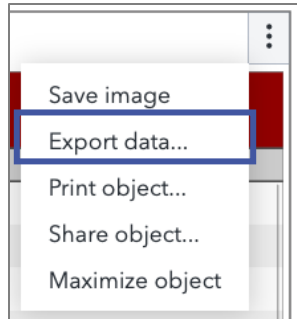 Save image
Export data...
Print object...
Share object...
Maximize object